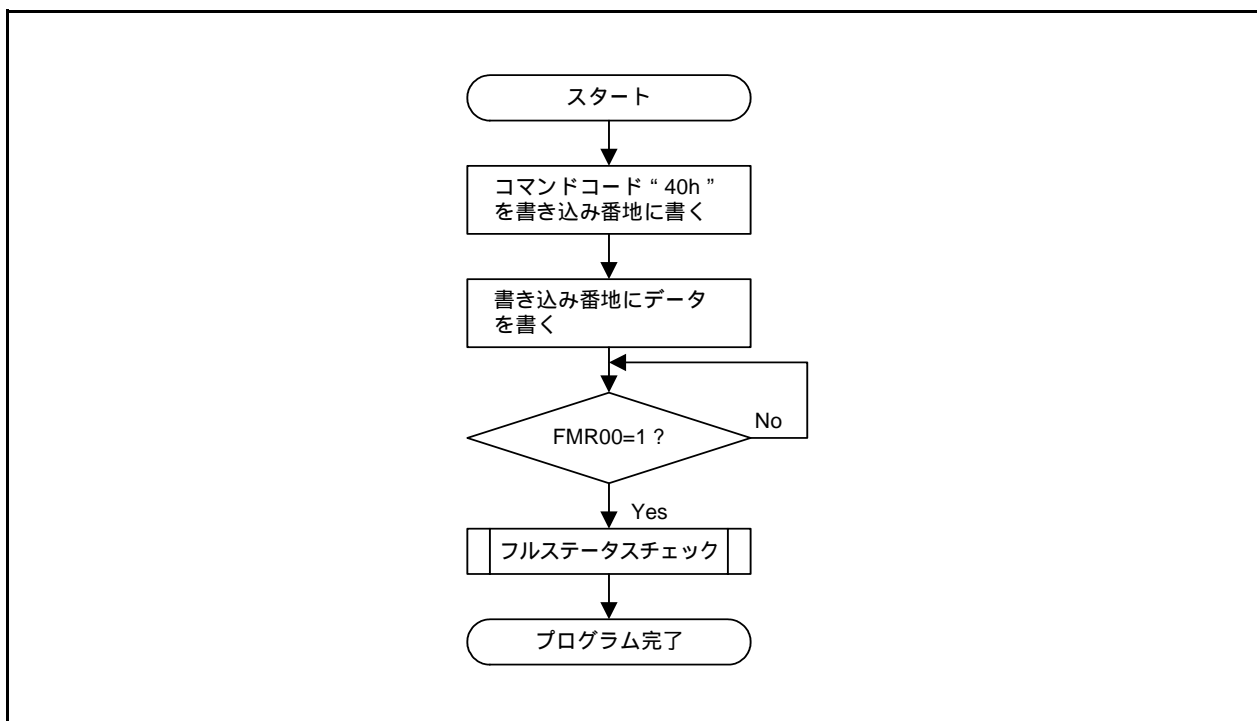 スタート
コマンドコード“ 40h ”
を書き込み番地に書く
書き込み番地にデータ
を書く
FMR00=1 ?
No
Yes
フルステータスチェック
プログラム完了